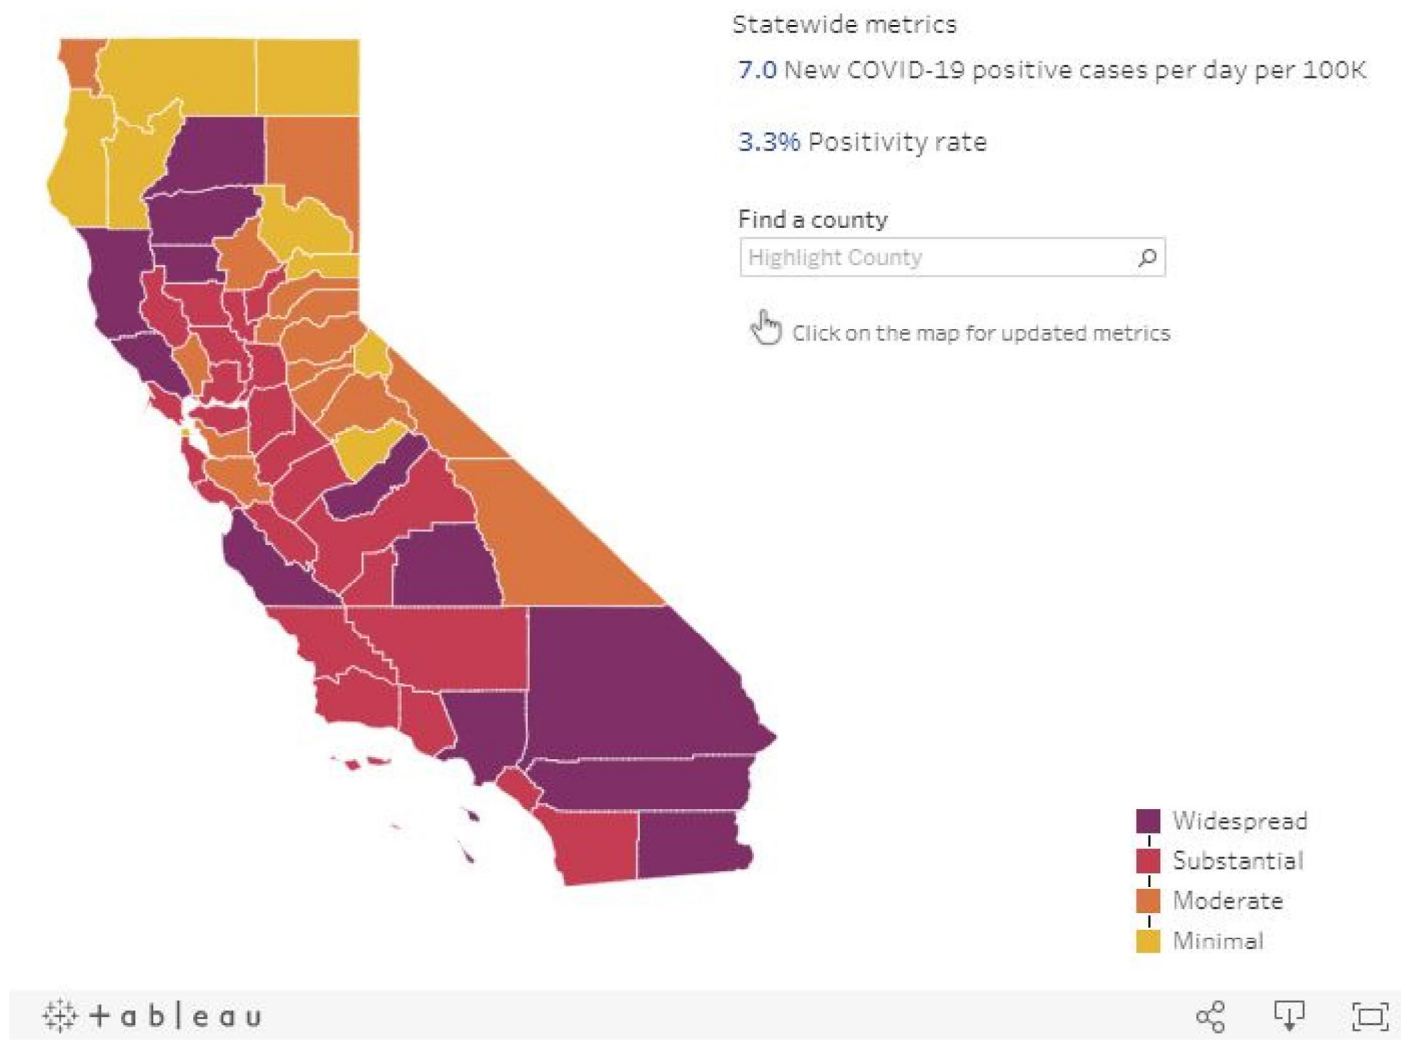 Statewide metrics
7.0 New COVID-19 positive cases per day per 100K
3.3% Positivity rate
Find a county
Highlight County
Click on the map for updated metrics
Widespread
Substantial
Moderate
Minimal
+ableau